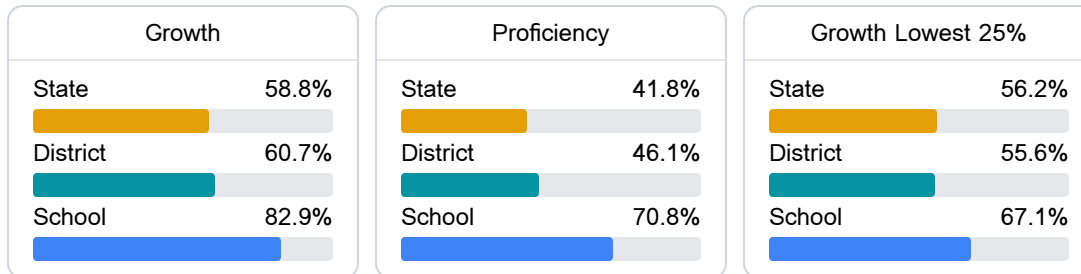 Growth
State 58.8%
District 60.7%
School 82.9%
Proficiency
State 41.8%
District 46.1%
School 70.8%
Growth Lowest 25%
State 56.2%
District 55.6%
School 67.1%